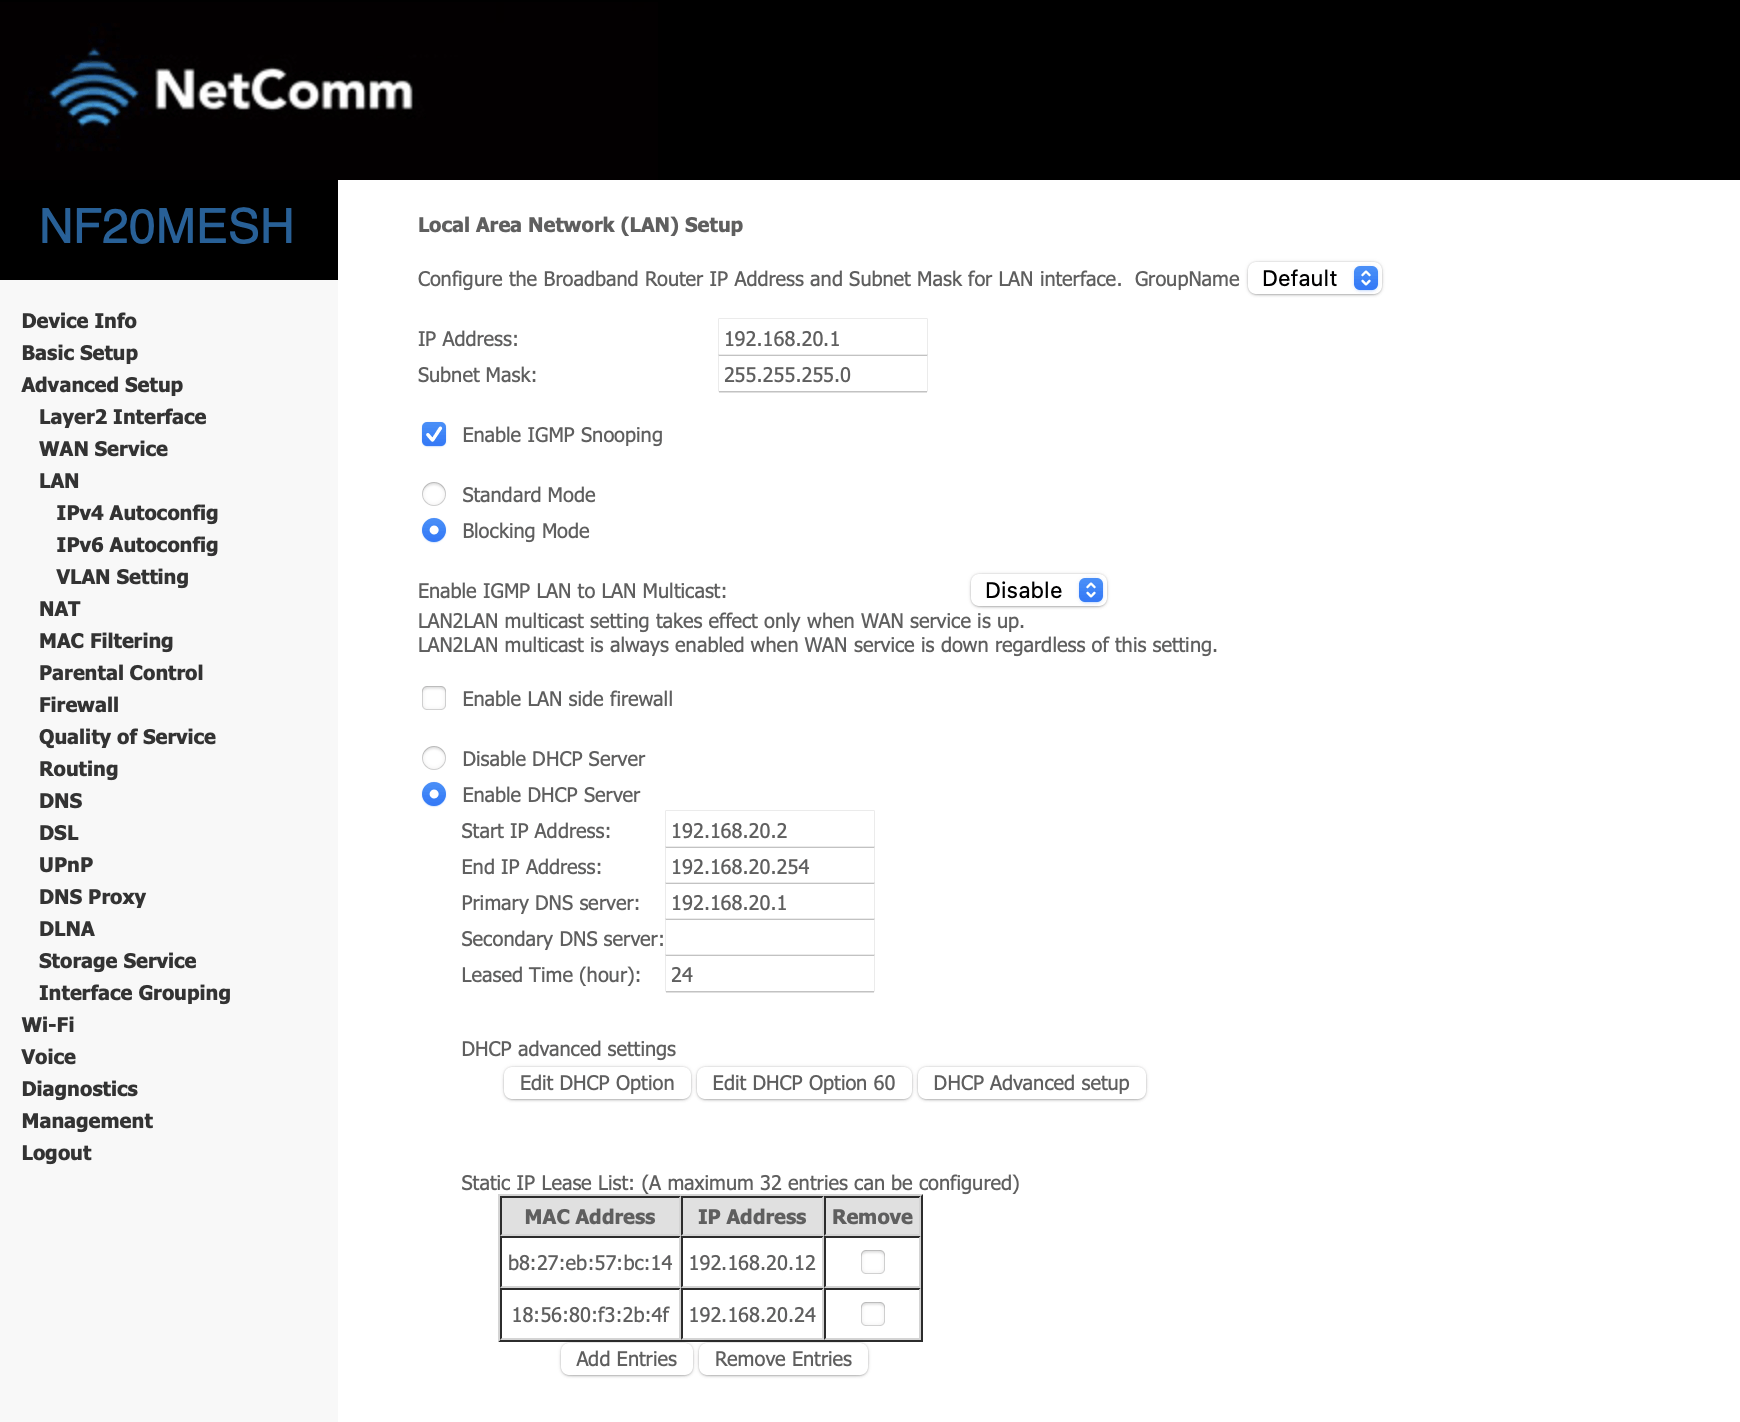 NetComm
NF20MESH
Device Info
Basic Setup
Advanced Setup
Layer2 Interface
WAN Service
LAN
IPv4 Autoconfig
IPv6 Autoconfig
VLAN Setting
NAT
MAC Filtering
Parental Control
Firewall
Quality of Service
Routing
DNS
DSL
UPnP
DNS Proxy
DLNA
Storage Service
Interface Grouping
Wi-Fi
Voice
Diagnostics
Management
Logout
Local Area Network (LAN) Setup
Configure the Broadband Router IP Address and Subnet Mask for LAN interface. GroupName Default
IP Address: 192.168.20.1
Subnet Mask: 255.255.255.0
Enable IGMP Snooping
Standard Mode
Blocking Mode
Enable IGMP LAN to LAN Multicast: Disable
LAN2LAN multicast setting takes effect only when WAN service is up.
LAN2LAN multicast is always enabled when WAN service is down regardless of this setting.
Enable LAN side firewall
Disable DHCP Server
Enable DHCP Server
Start IP Address: 192.168.20.2
End IP Address: 192.168.20.254
Primary DNS server: 192.168.20.1
Secondary DNS server:
Leased Time (hour): 24
DHCP advanced settings
Edit DHCP Option Edit DHCP Option 60 DHCP Advanced setup
Static IP Lease List: (A maximum 32 entries can be configured)
MAC Address IP Address Remove
b8:27:eb:57:bc:14 192.168.20.12
18:56:80:f3:2b:4f 192.168.20.24
Add Entries Remove Entries